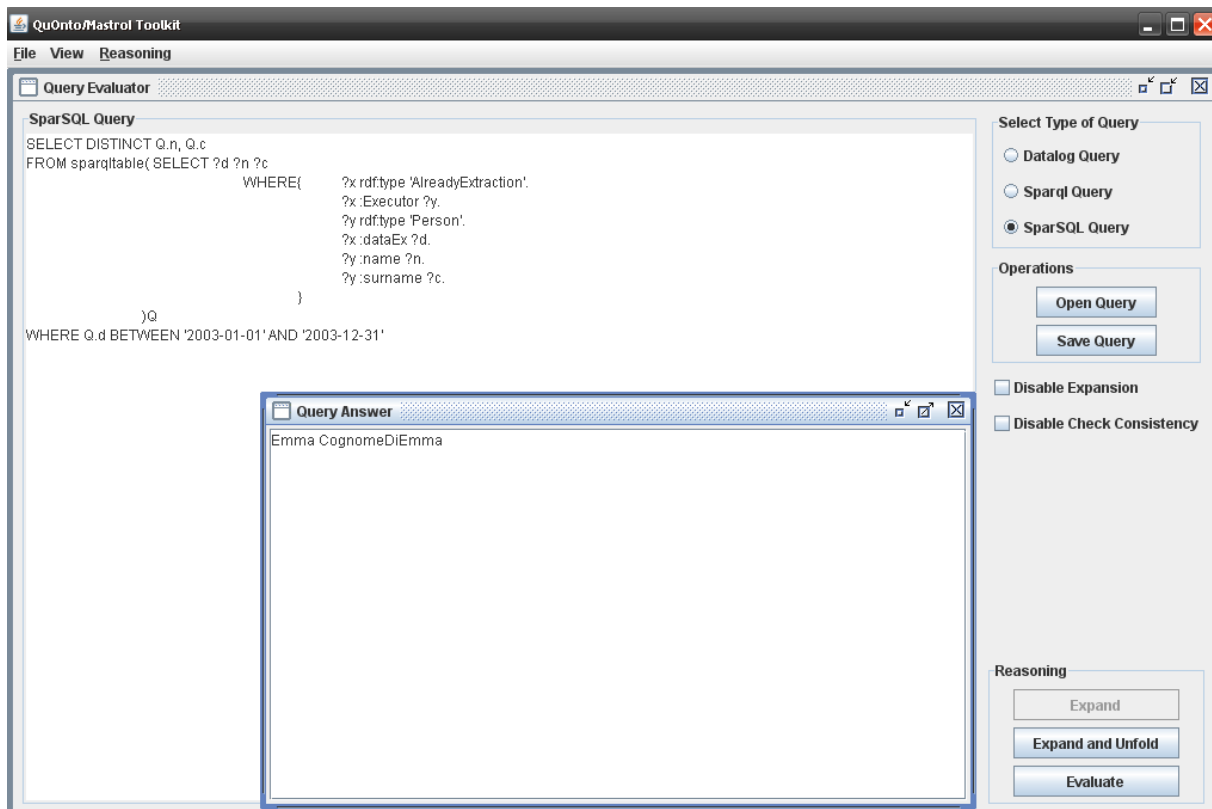 QuOnto/MastroI Toolkit
File View Reasoning
Query Evaluator
SparSQL Query
SELECT DISTINCT Q.n, Q.c
FROM sparqltable( SELECT ?d ?n ?c
WHERE{ ?x rdf:type 'AlreadyExtraction'.
?x :Executor ?y.
?y rdf:type 'Person'.
?x :dataEx ?d.
?y :name ?n.
?y :surname ?c.
}
)Q
WHERE Q.d BETWEEN '2003-01-01' AND '2003-12-31'
Query Answer
Emma CognomeDiEmma
Select Type of Query
Datalog Query
Sparql Query
SparSQL Query
Operations
Open Query
Save Query
Disable Expansion
Disable Check Consistency
Reasoning
Expand
Expand and Unfold
Evaluate